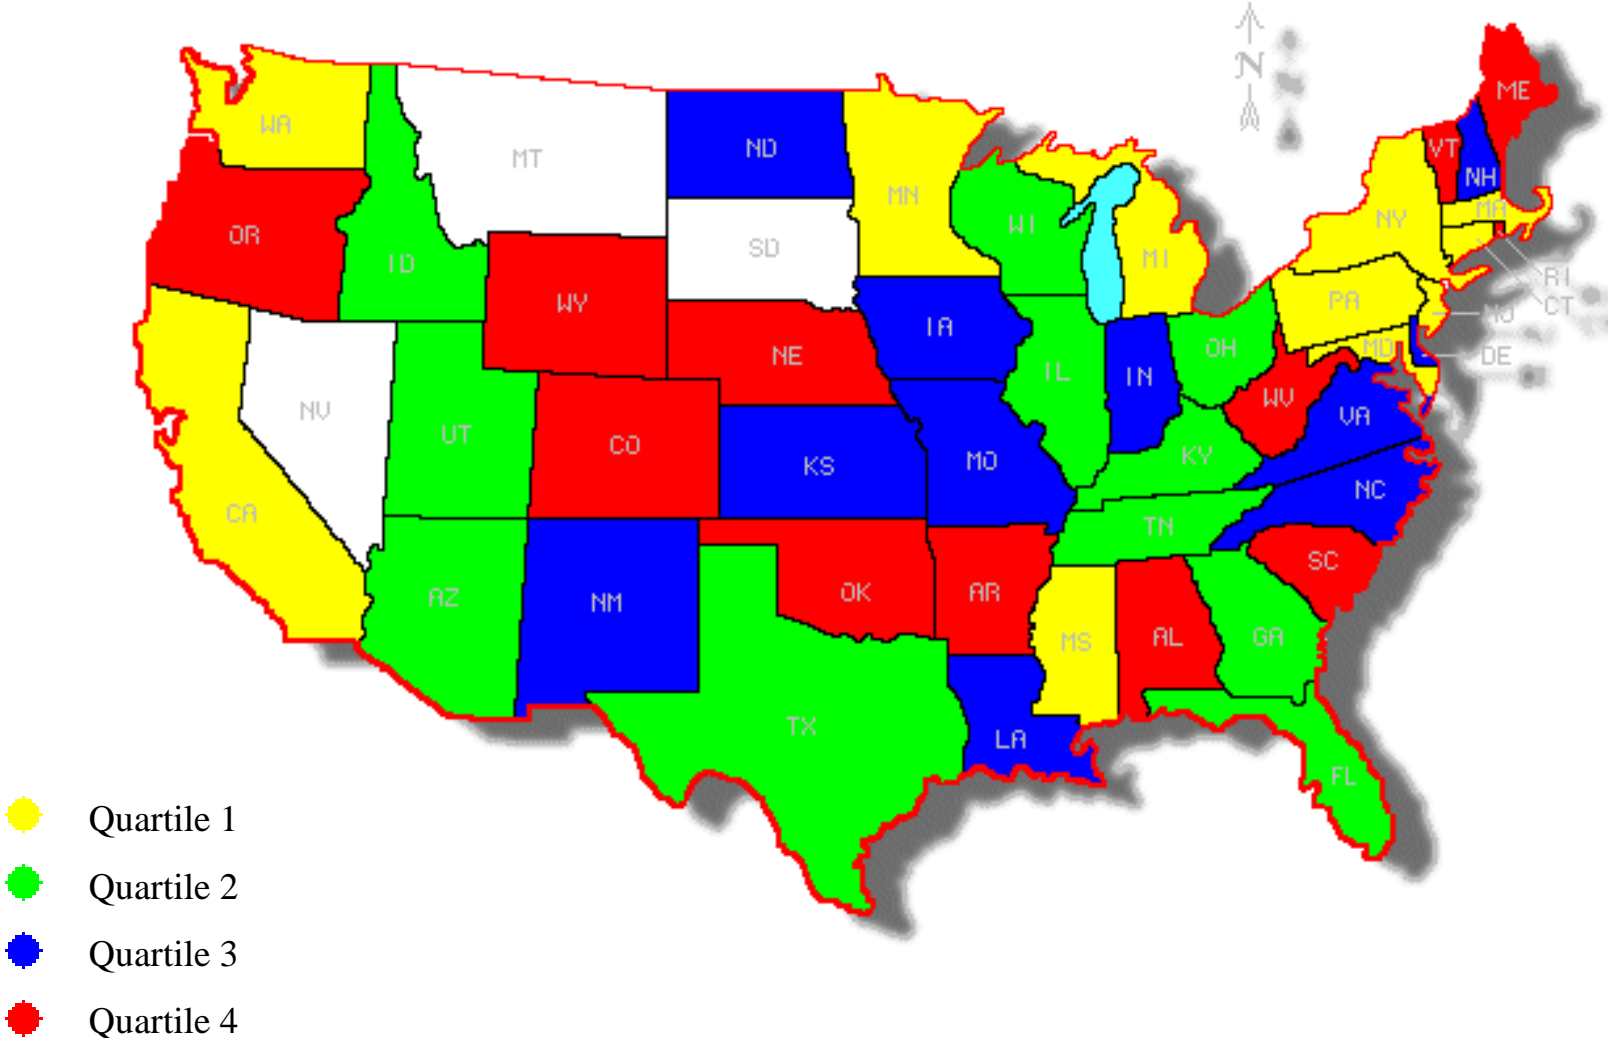 N
ME
WA
MT
ND
VT
NH
MN
MA
OR
WI
NY
SD
ID
MI
RI
WY
PA
CT
NJ
IA
MD
OH
DE
NE
IL
IN
WV
NV
VA
UT
CO
KY
KS
MO
NC
CA
TN
SC
AZ
NM
OK
AR
MS
AL
GA
TX
LA
FL
Quartile 1
Quartile 2
Quartile 3
Quartile 4